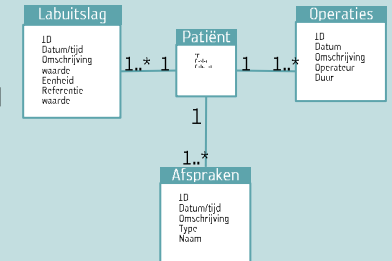 Labuitslag
ID
Datum/tijd
Omschrijving
waarde
Eenheid
Referentie
waarde
1..* 1
Patiënt
1 1..*
Operaties
ID
Datum
Omschrijving
Operateur
Duur
1
1..*
Afspraken
ID
Datum/tijd
Omschrijving
Type
Naam